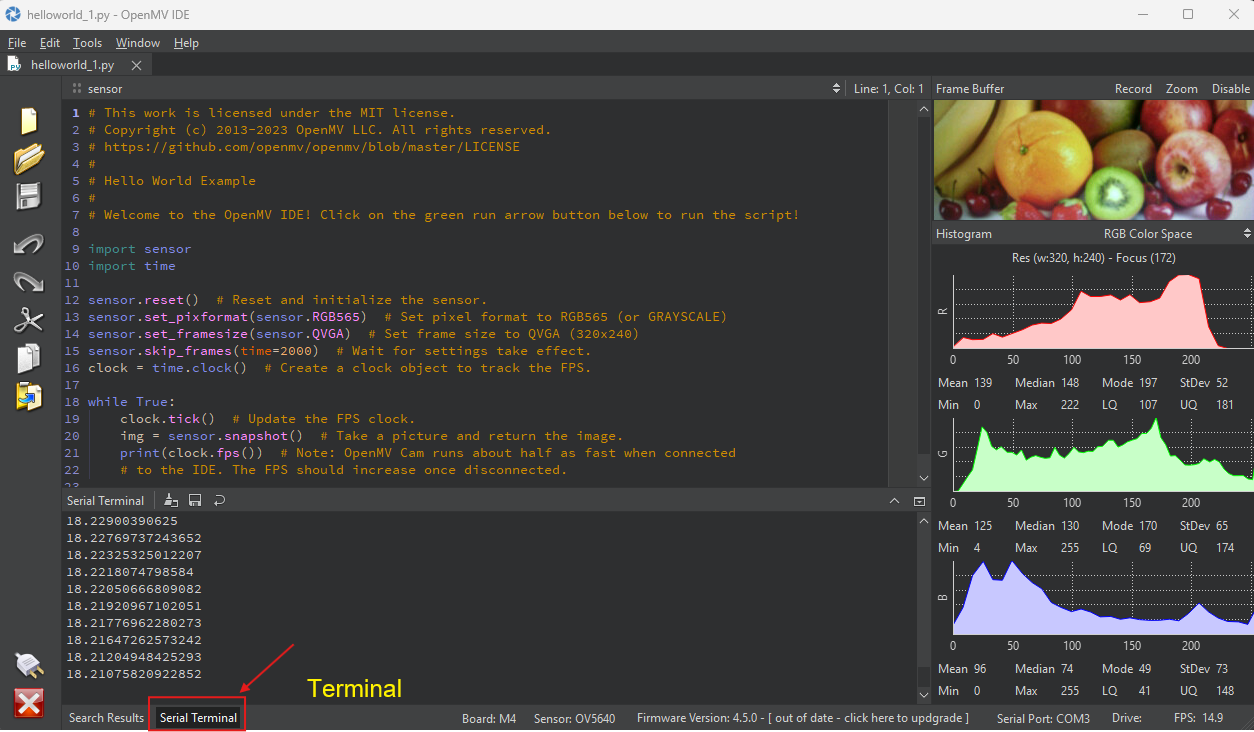 helloworld_1.py - OpenMV IDE
File Edit Tools Window Help
helloworld_1.py
sensor
Line: 1, Col: 1
1 # This work is licensed under the MIT license.
2 # Copyright (c) 2013-2023 OpenMV LLC. All rights reserved.
3 # https://github.com/openmv/openmv/blob/master/LICENSE
4 #
5 # Hello World Example
6 #
7 # Welcome to the OpenMV IDE! Click on the green run arrow button below to run the script!
8
9 import sensor
10 import time
11
12 sensor.reset()  # Reset and initialize the sensor.
13 sensor.set_pixformat(sensor.RGB565)  # Set pixel format to RGB565 (or GRAYSCALE)
14 sensor.set_framesize(sensor.QVGA)  # Set frame size to QVGA (320x240)
15 sensor.skip_frames(time=2000)  # Wait for settings take effect.
16 clock = time.clock()  # Create a clock object to track the FPS.
17
18 while True:
19     clock.tick()  # Update the FPS clock.
20     img = sensor.snapshot()  # Take a picture and return the image.
21     print(clock.fps())  # Note: OpenMV Cam runs about half as fast when connected
22     # to the IDE. The FPS should increase once disconnected.
23
Serial Terminal
18.22900390625
18.22769737243652
18.22325325012207
18.2218074798584
18.22050666809082
18.21920967102051
18.21776962280273
18.21647262573242
18.21204948425293
18.21075820922852
Terminal
Frame Buffer Record Zoom Disable
Histogram RGB Color Space
Res (w:320, h:240) - Focus (172)
R
0 50 100 150 200
Mean 139 Median 148 Mode 197 StDev 52
Min 0 Max 222 LQ 107 UQ 181
G
0 50 100 150 200
Mean 125 Median 130 Mode 170 StDev 65
Min 4 Max 255 LQ 69 UQ 174
B
0 50 100 150 200
Mean 96 Median 74 Mode 49 StDev 73
Min 0 Max 255 LQ 41 UQ 148
Search Results Serial Terminal Board: M4 Sensor: OV5640 Firmware Version: 4.5.0 - [ out of date - click here to updgrade ] Serial Port: COM3 Drive: FPS: 14.9